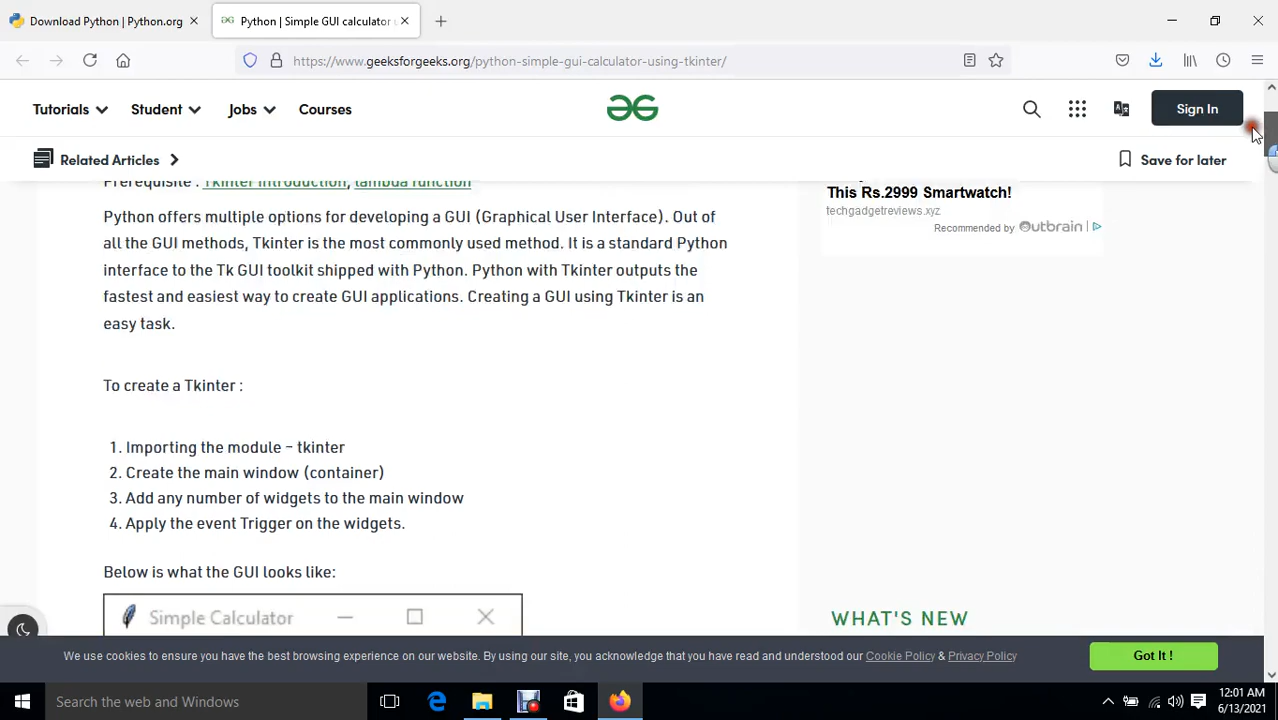 Download Python | Python.org
Python | Simple GUI calculator u
https://www.geeksforgeeks.org/python-simple-gui-calculator-using-tkinter/
Tutorials
Student
Jobs
Courses
Sign In
Related Articles
Save for later
Prerequisite : Tkinter Introduction, lambda function
This Rs.2999 Smartwatch!
techgadgetreviews.xyz
Recommended by Outbrain
Python offers multiple options for developing a GUI (Graphical User Interface). Out of
all the GUI methods, Tkinter is the most commonly used method. It is a standard Python
interface to the Tk GUI toolkit shipped with Python. Python with Tkinter outputs the
fastest and easiest way to create GUI applications. Creating a GUI using Tkinter is an
easy task.
To create a Tkinter :
1. Importing the module – tkinter
2. Create the main window (container)
3. Add any number of widgets to the main window
4. Apply the event Trigger on the widgets.
Below is what the GUI looks like:
Simple Calculator
WHAT'S NEW
We use cookies to ensure you have the best browsing experience on our website. By using our site, you acknowledge that you have read and understood our Cookie Policy & Privacy Policy
Got It !
Search the web and Windows
12:01 AM
6/13/2021